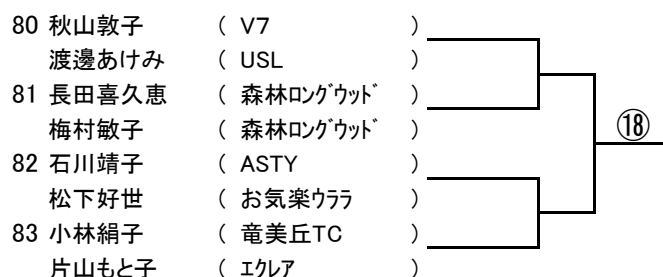 80 秋山敦子 ( V7 )
渡邊あけみ ( USL )
81 長田喜久恵 ( 森林ﾛﾝｸﾞｳｯﾄﾞ )
梅村敏子 ( 森林ﾛﾝｸﾞｳｯﾄﾞ )
⑱
82 石川靖子 ( ASTY )
松下好世 ( お気楽ウララ )
83 小林絹子 ( 竜美丘TC )
片山もと子 ( ｴｸﾚｱ )